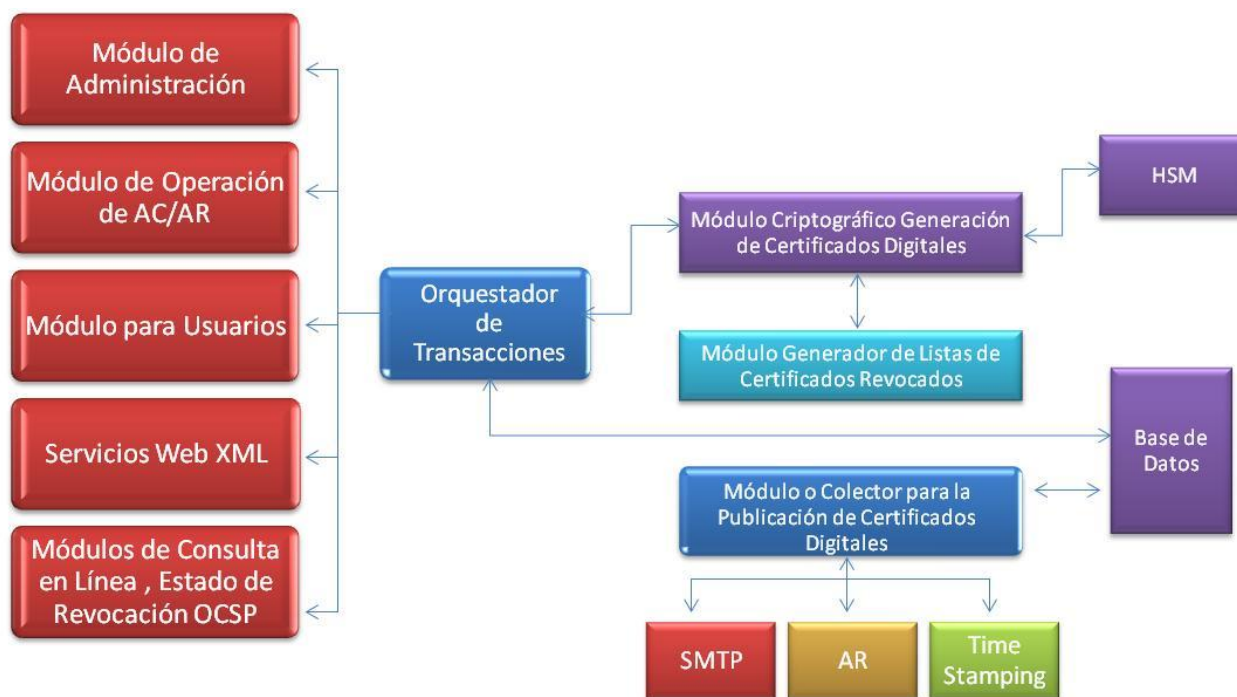 Módulo de
Administración
Módulo de Operación
de AC/AR
Módulo para Usuarios
Servicios Web XML
Módulos de Consulta
en Línea , Estado de
Revocación OCSP
Orquestador
de
Transacciones
Módulo Criptográfico Generación
de Certificados Digitales
HSM
Módulo Generador de Listas de
Certificados Revocados
Base de
Datos
Módulo o Colector para la
Publicación de Certificados
Digitales
SMTP
AR
Time
Stamping